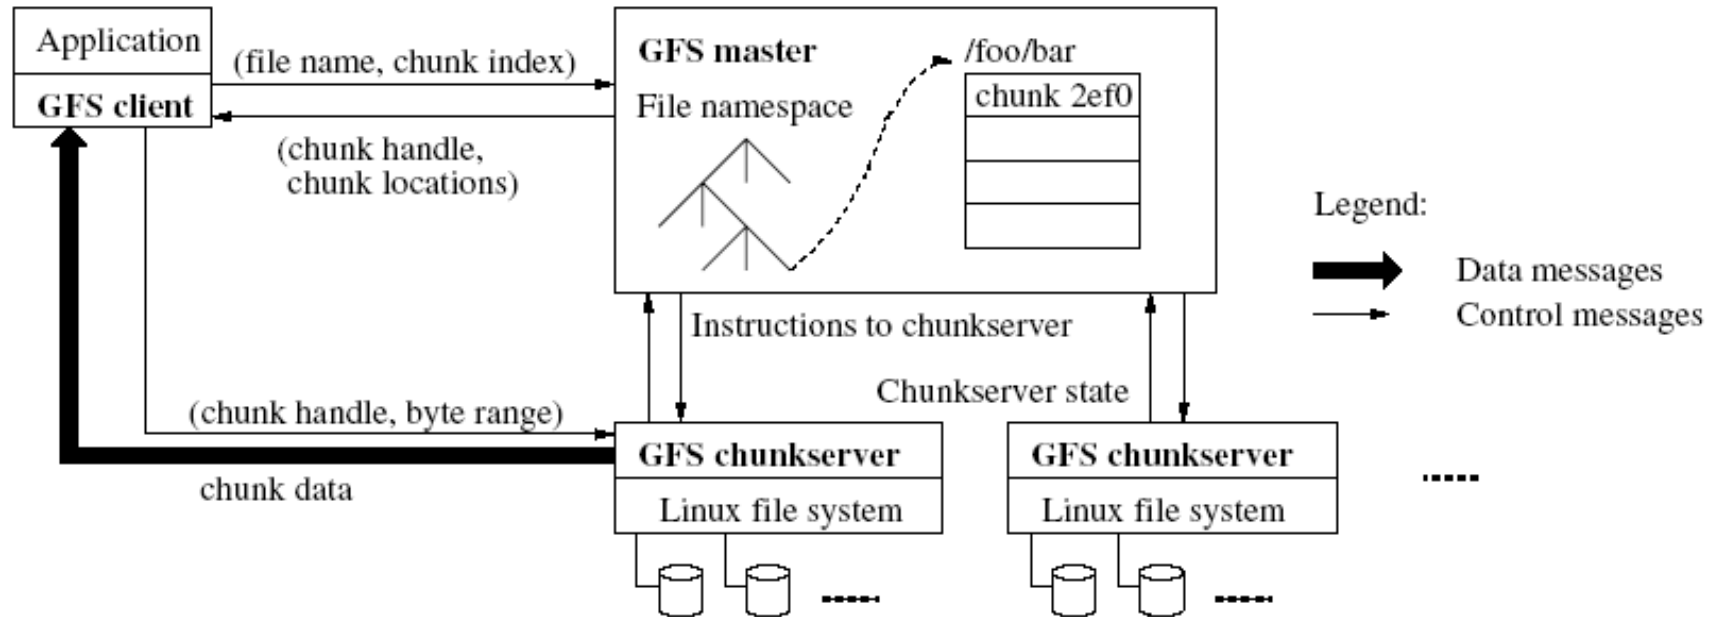 Application
GFS client
(file name, chunk index)
(chunk handle,
chunk locations)
GFS master
File namespace
/foo/bar
chunk 2ef0
Legend:
Data messages
Control messages
Instructions to chunkserver
Chunkserver state
(chunk handle, byte range)
chunk data
GFS chunkserver
Linux file system
GFS chunkserver
Linux file system